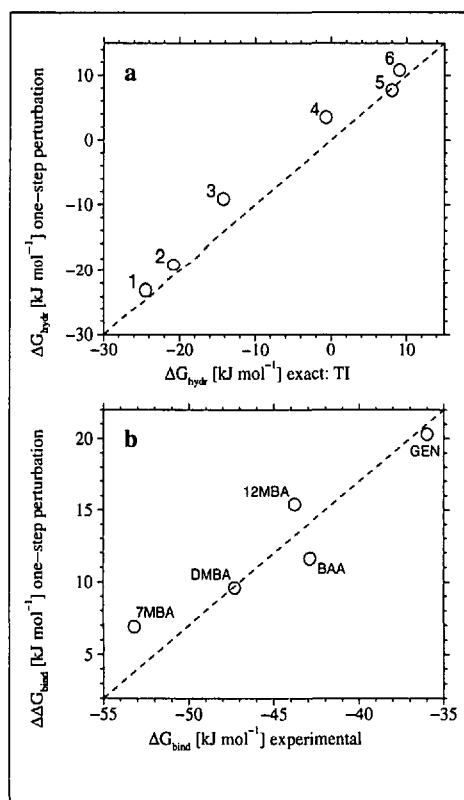 a
ΔG_hydr [kJ mol⁻¹] one−step perturbation
10
0
−10
−20
−30
1
2
3
4
5
6
−30
−20
−10
0
10
ΔG_hydr [kJ mol⁻¹] exact: TI
b
ΔΔG_bind [kJ mol⁻¹] one−step perturbation
20
15
10
5
7MBA
DMBA
12MBA
BAA
GEN
−55
−50
−45
−40
−35
ΔG_bind [kJ mol⁻¹] experimental